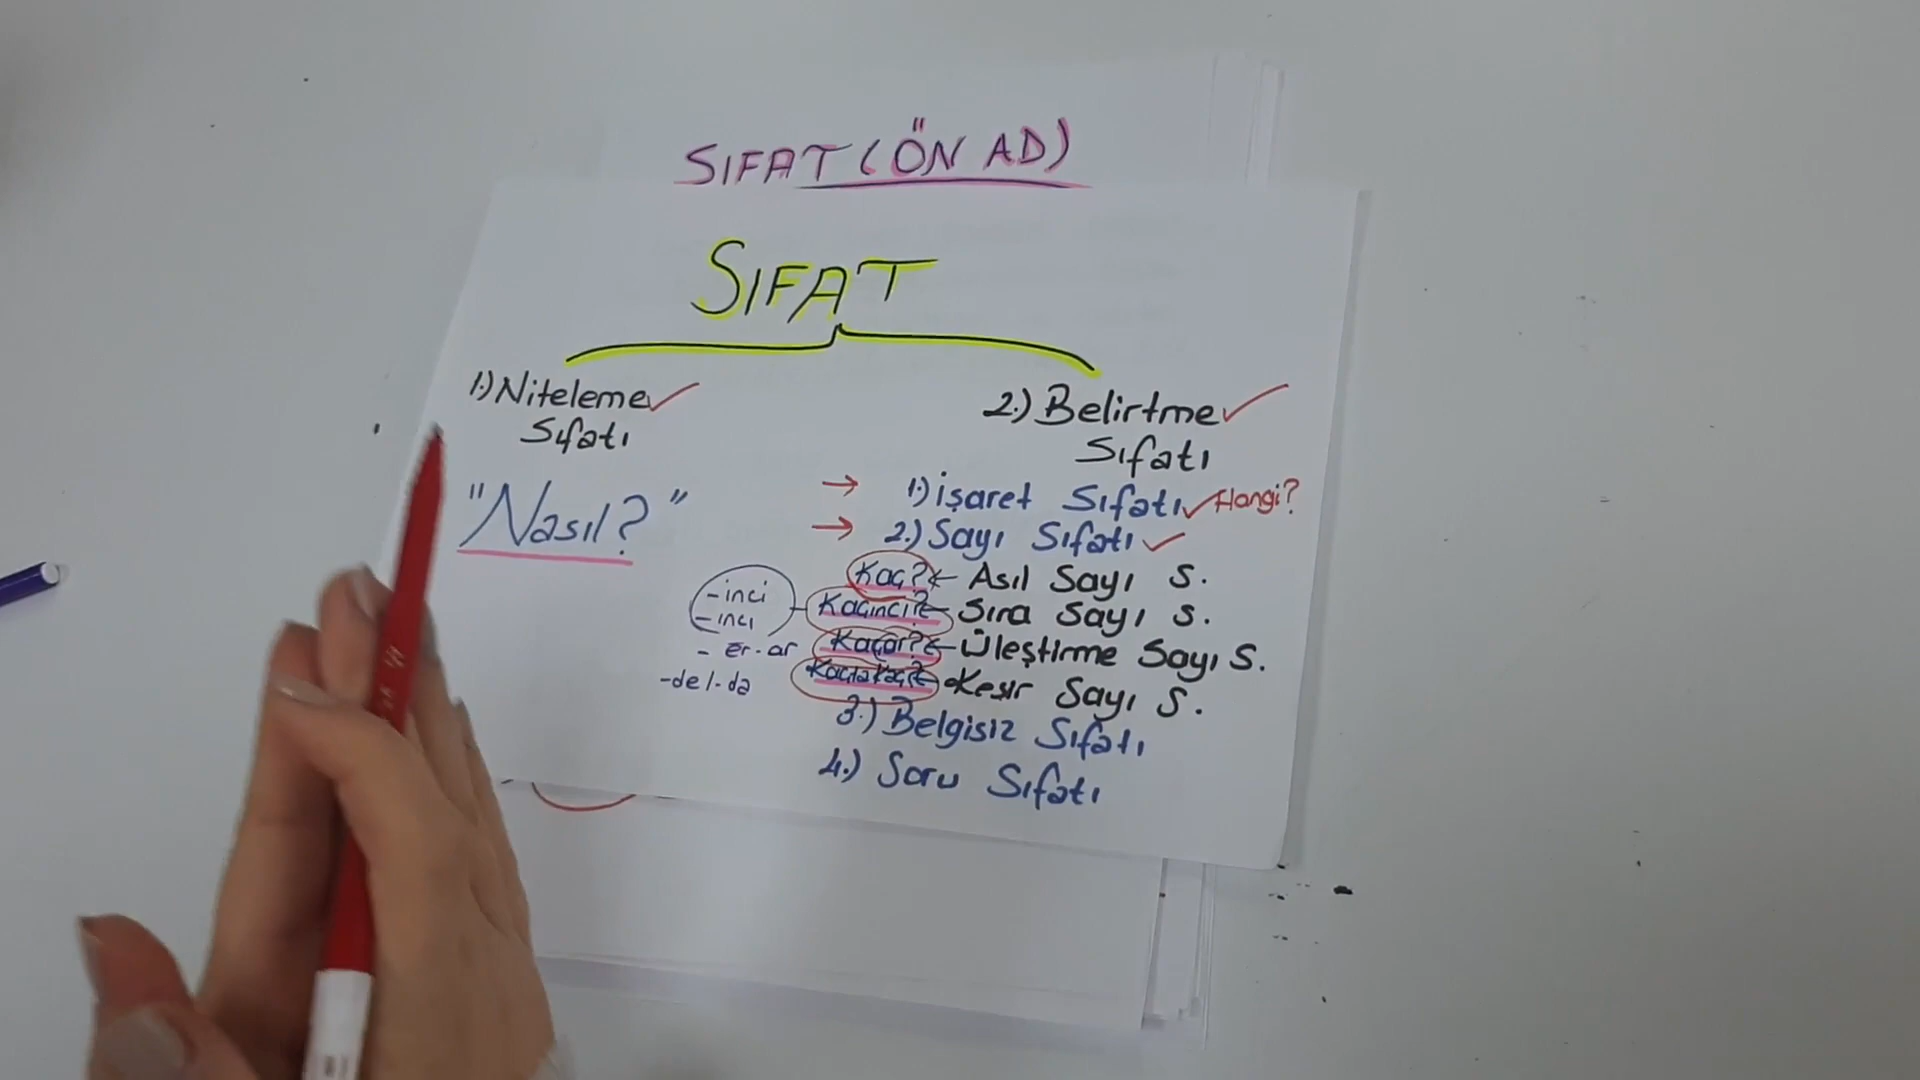 SIFAT (ÖN AD)
SIFAT
1.) Niteleme
Sıfatı
"Nasıl?"
2.) Belirtme
Sıfatı
→ 1.) İşaret Sıfatı Hangi?
→ 2.) Sayı Sıfatı
Kaç? ← Asıl Sayı S.
-inci
-ıncı
Kaçıncı? ← Sıra Sayı S.
- er-ar Kaçar? ← Üleştirme Sayı S.
-de/-da Kaçta kaç? ← Kesir Sayı S.
3.) Belgisiz Sıfatı
4.) Soru Sıfatı